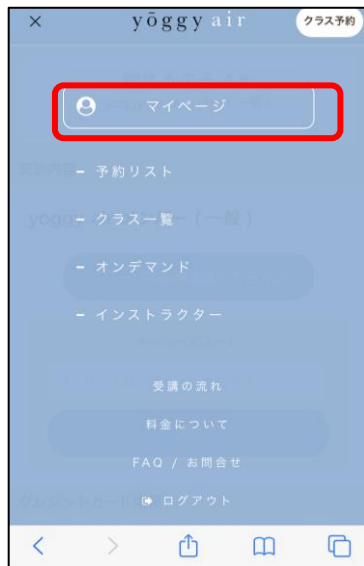 × yōggy air クラス予約
マイページ
− 予約リスト
− クラス一覧
− オンデマンド
− インストラクター
受講の流れ
料金について
FAQ / お問合せ
ログアウト